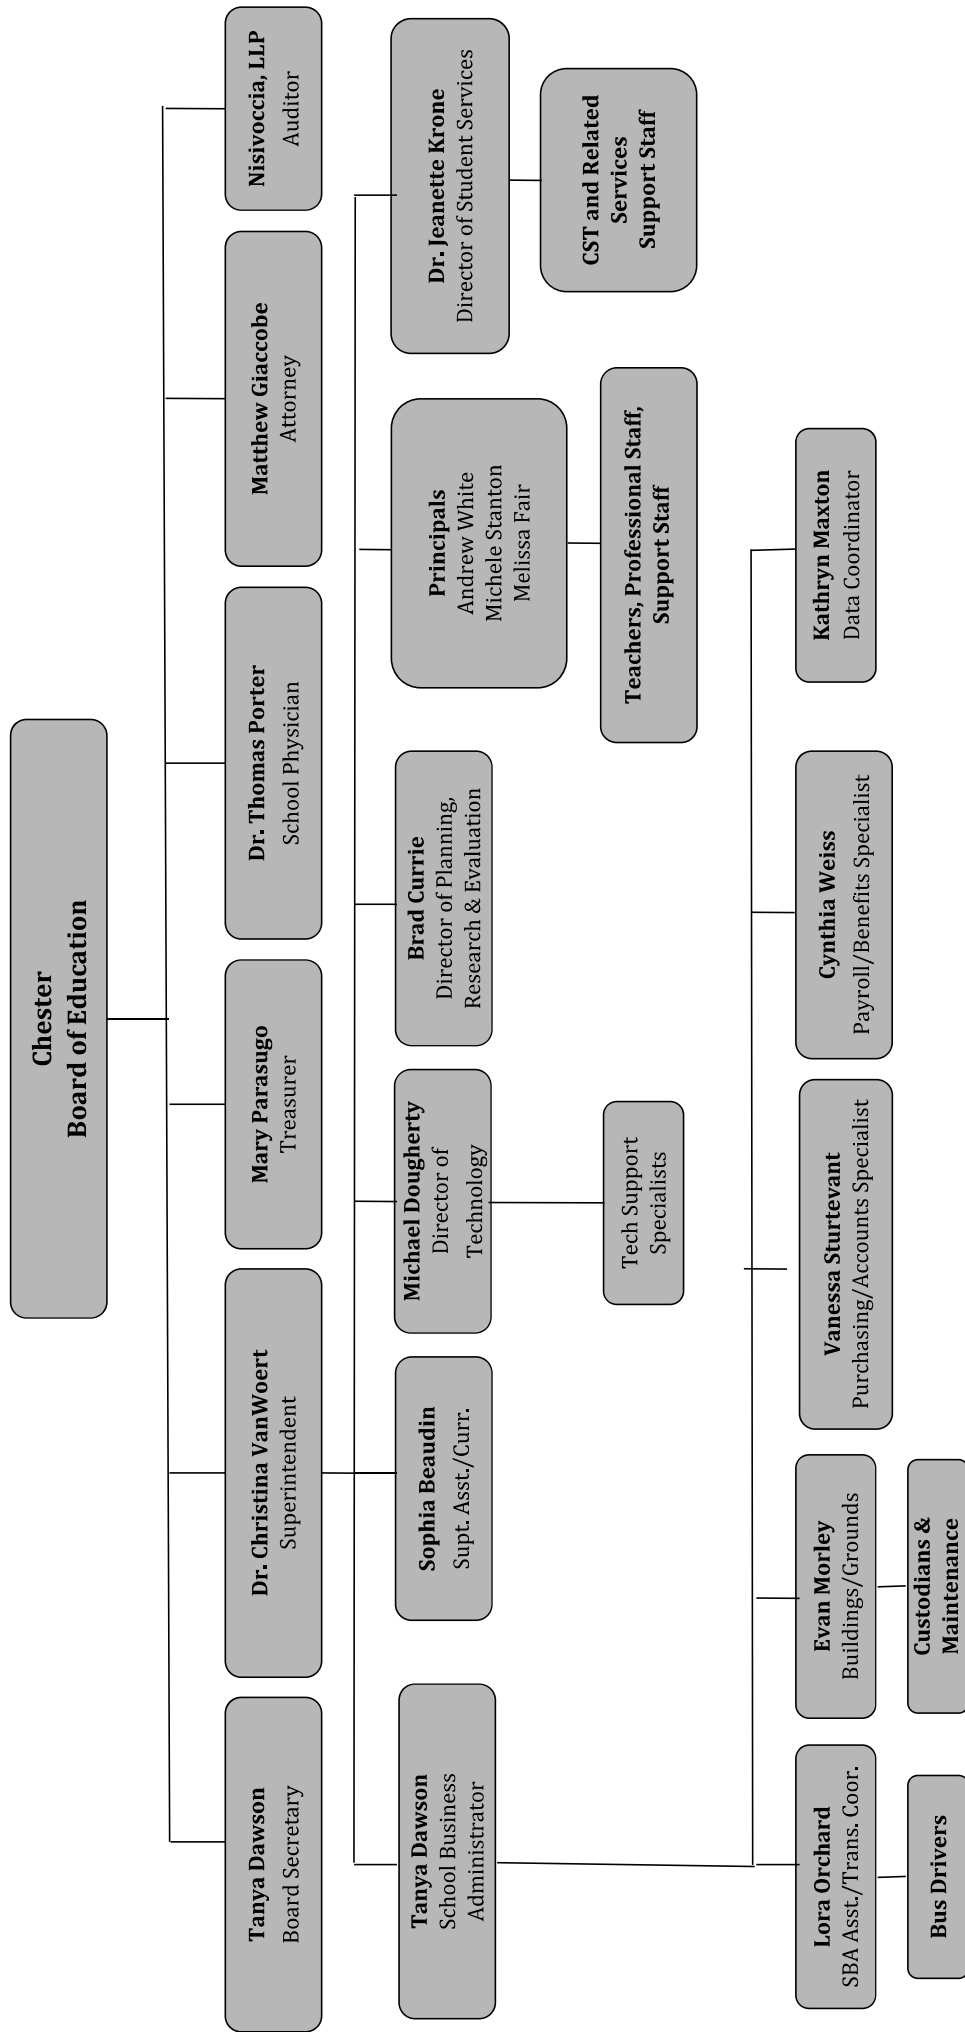 Chester
Board of Education
Tanya Dawson
Board Secretary
Dr. Christina VanWoert
Superintendent
Mary Parasugo
Treasurer
Dr. Thomas Porter
School Physician
Matthew Giaccobe
Attorney
Nisivoccia, LLP
Auditor
Tanya Dawson
School Business
Administrator
Sophia Beaudin
Supt. Asst./Curr.
Michael Dougherty
Director of
Technology
Brad Currie
Director of Planning,
Research & Evaluation
Principals
Andrew White
Michele Stanton
Melissa Fair
Dr. Jeanette Krone
Director of Student Services
Tech Support
Specialists
Teachers, Professional Staff,
Support Staff
CST and Related
Services
Support Staff
Lora Orchard
SBA Asst./Trans. Coor.
Evan Morley
Buildings/Grounds
Vanessa Sturtevant
Purchasing/Accounts Specialist
Cynthia Weiss
Payroll/Benefits Specialist
Kathryn Maxton
Data Coordinator
Bus Drivers
Custodians &
Maintenance